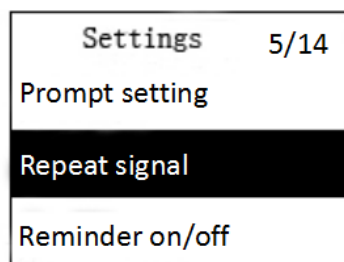 Settings 5/14
Prompt setting
Repeat signal
Reminder on/off